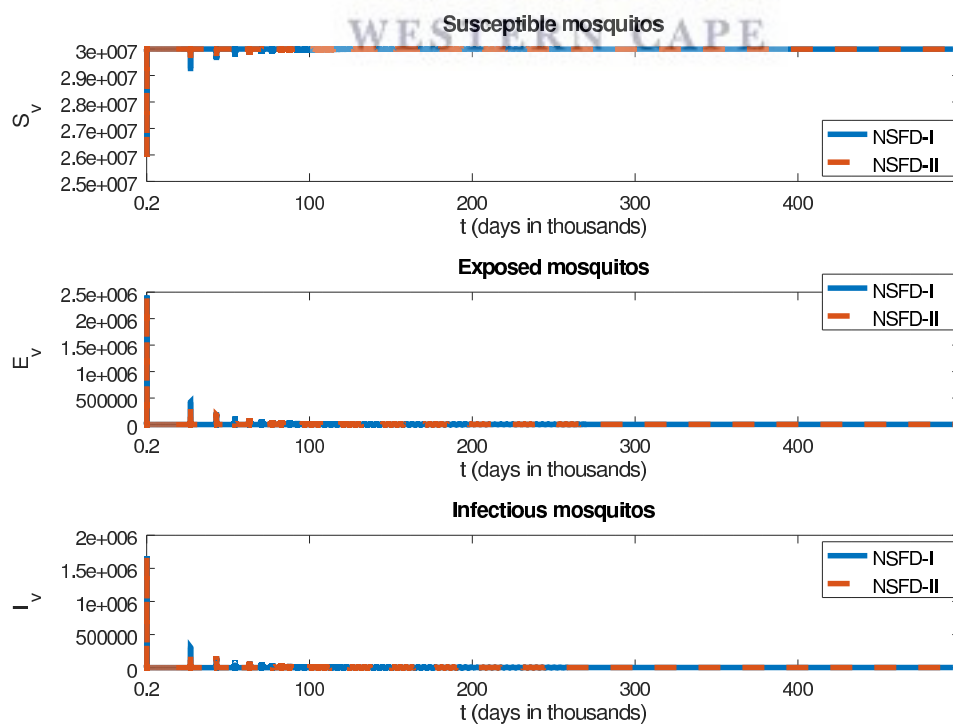 WESTERN CAPE
Susceptible mosquitos
3e+007
2.9e+007
2.8e+007
2.7e+007
2.6e+007
2.5e+007
S_v
NSFD-I
NSFD-II
0.2 100 200 300 400
t (days in thousands)
Exposed mosquitos
2.5e+006
2e+006
1.5e+006
1e+006
500000
0
E_v
NSFD-I
NSFD-II
0.2 100 200 300 400
t (days in thousands)
Infectious mosquitos
2e+006
1.5e+006
1e+006
500000
0
I_v
NSFD-I
NSFD-II
0.2 100 200 300 400
t (days in thousands)